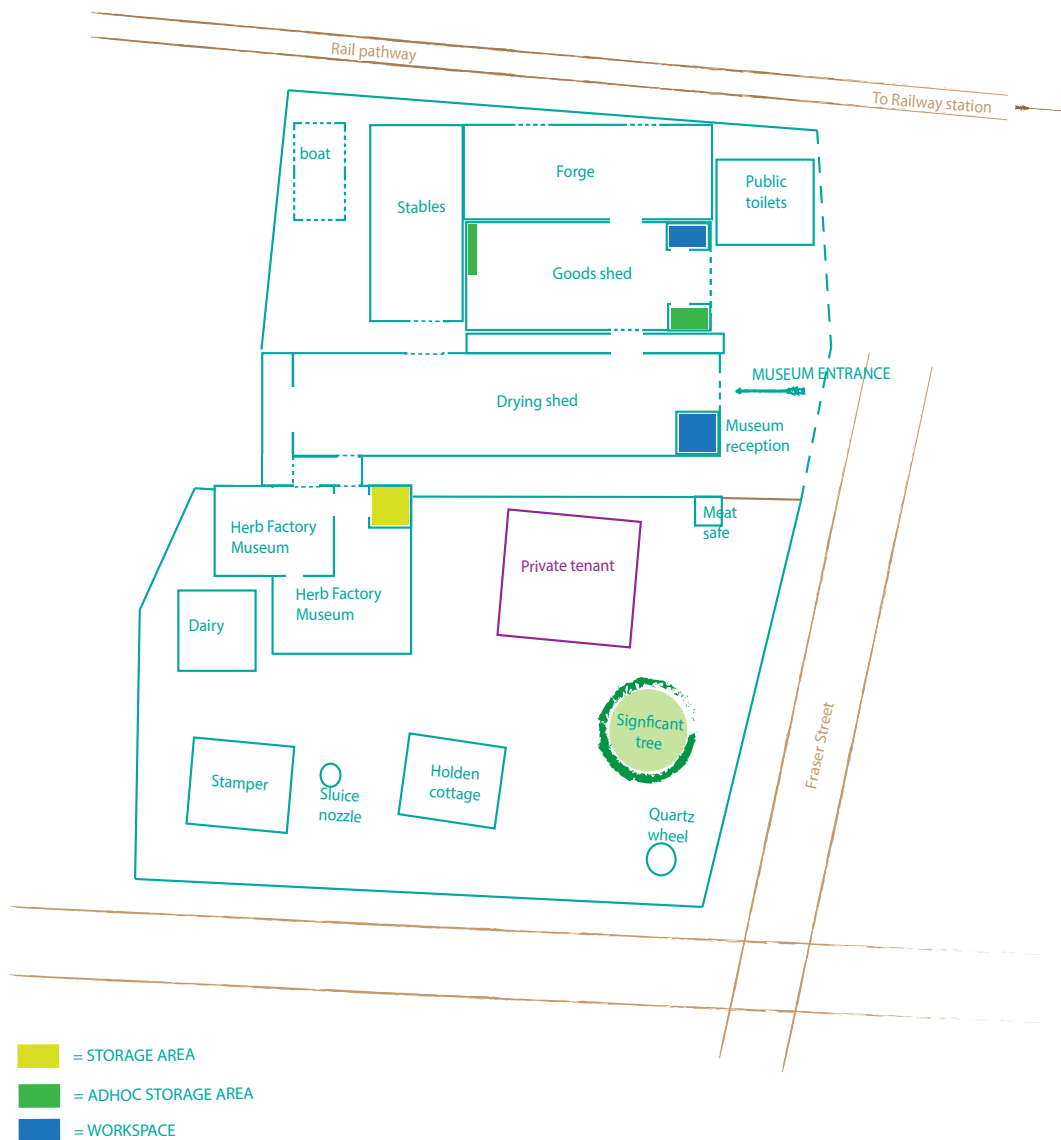 Rail pathway
To Railway station
boat
Stables
Forge
Public
toilets
Goods shed
MUSEUM ENTRANCE
Drying shed
Museum
reception
Meat
safe
Herb Factory
Museum
Private tenant
Herb Factory
Museum
Dairy
Signficant
tree
Fraser Street
Stamper
Sluice
nozzle
Holden
cottage
Quartz
wheel
= STORAGE AREA
= ADHOC STORAGE AREA
= WORKSPACE